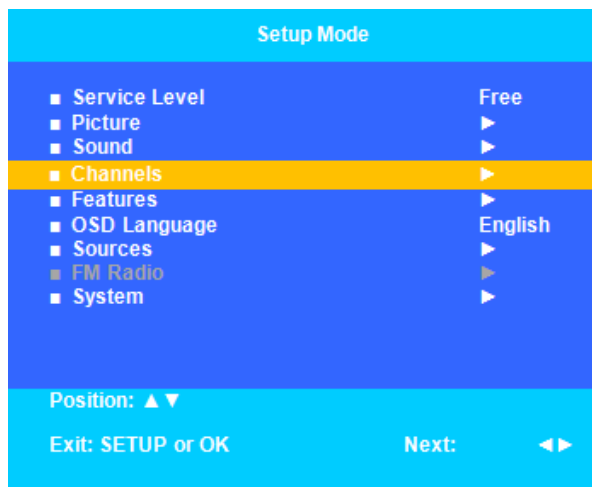 Setup Mode
■ Service Level Free
■ Picture ►
■ Sound ►
■ Channels ►
■ Features ►
■ OSD Language English
■ Sources ►
■ FM Radio ►
■ System ►
Position: ▲▼
Exit: SETUP or OK Next: ◄►